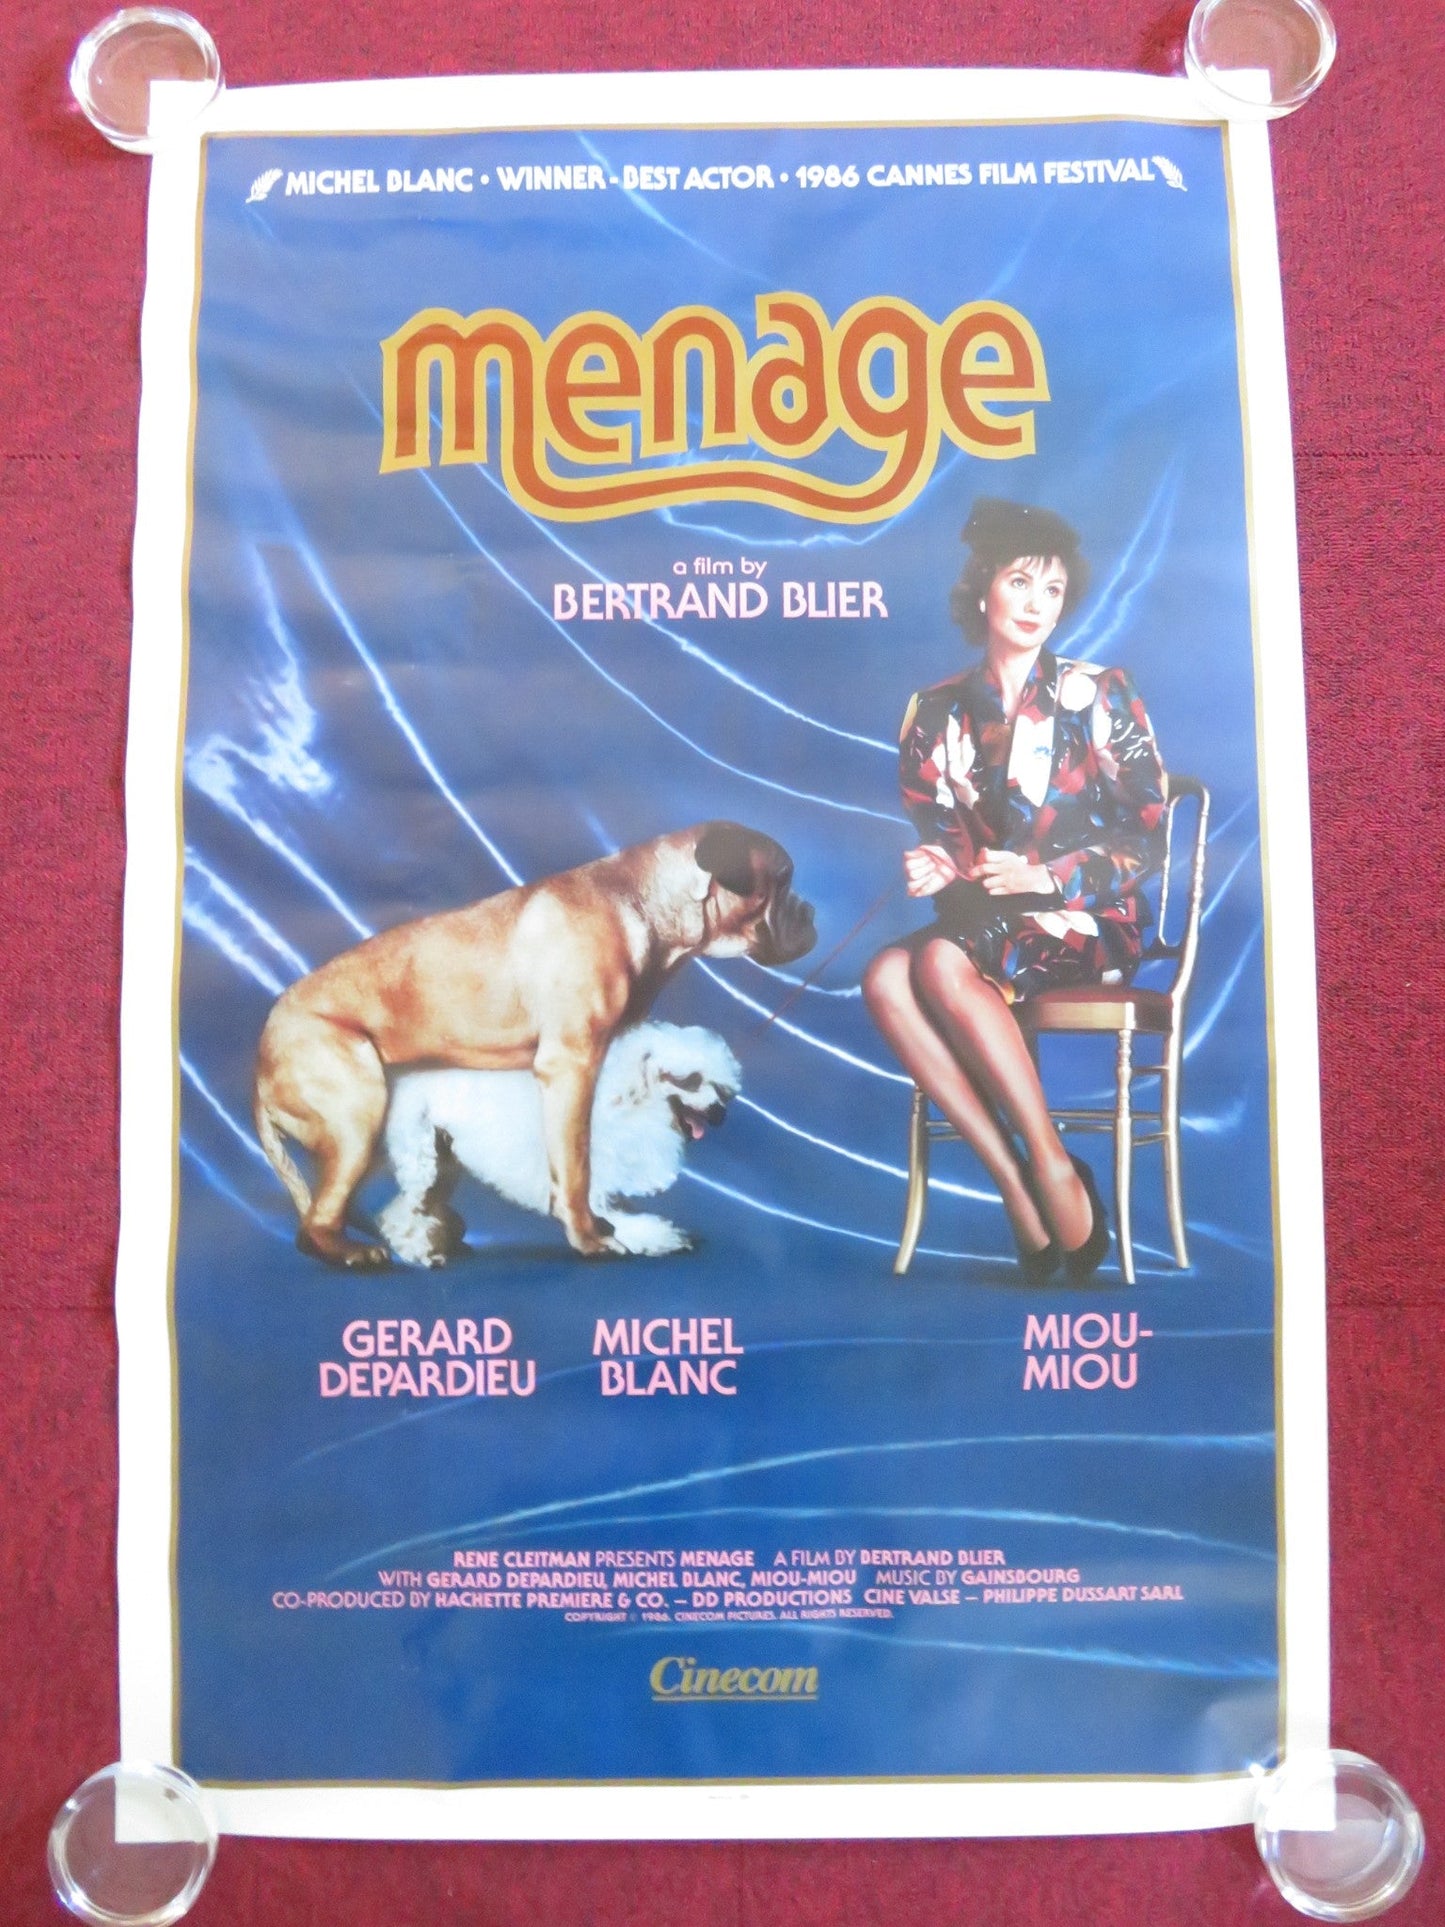 MICHEL BLANC • WINNER - BEST ACTOR • 1986 CANNES FILM FESTIVAL
menage
a film by
BERTRAND BLIER
GERARD DEPARDIEU
MICHEL BLANC
MIOU-MIOU
RENE CLEITMAN PRESENTS MENAGE A FILM BY BERTRAND BLIER
WITH GERARD DEPARDIEU, MICHEL BLANC, MIOU-MIOU MUSIC BY GAINSBOURG
CO-PRODUCED BY HACHETTE PREMIERE & CO. — DD PRODUCTIONS CINE VALSE — PHILIPPE DUSSART SARL
COPYRIGHT © 1986. CINECOM PICTURES. ALL RIGHTS RESERVED.
Cinecom